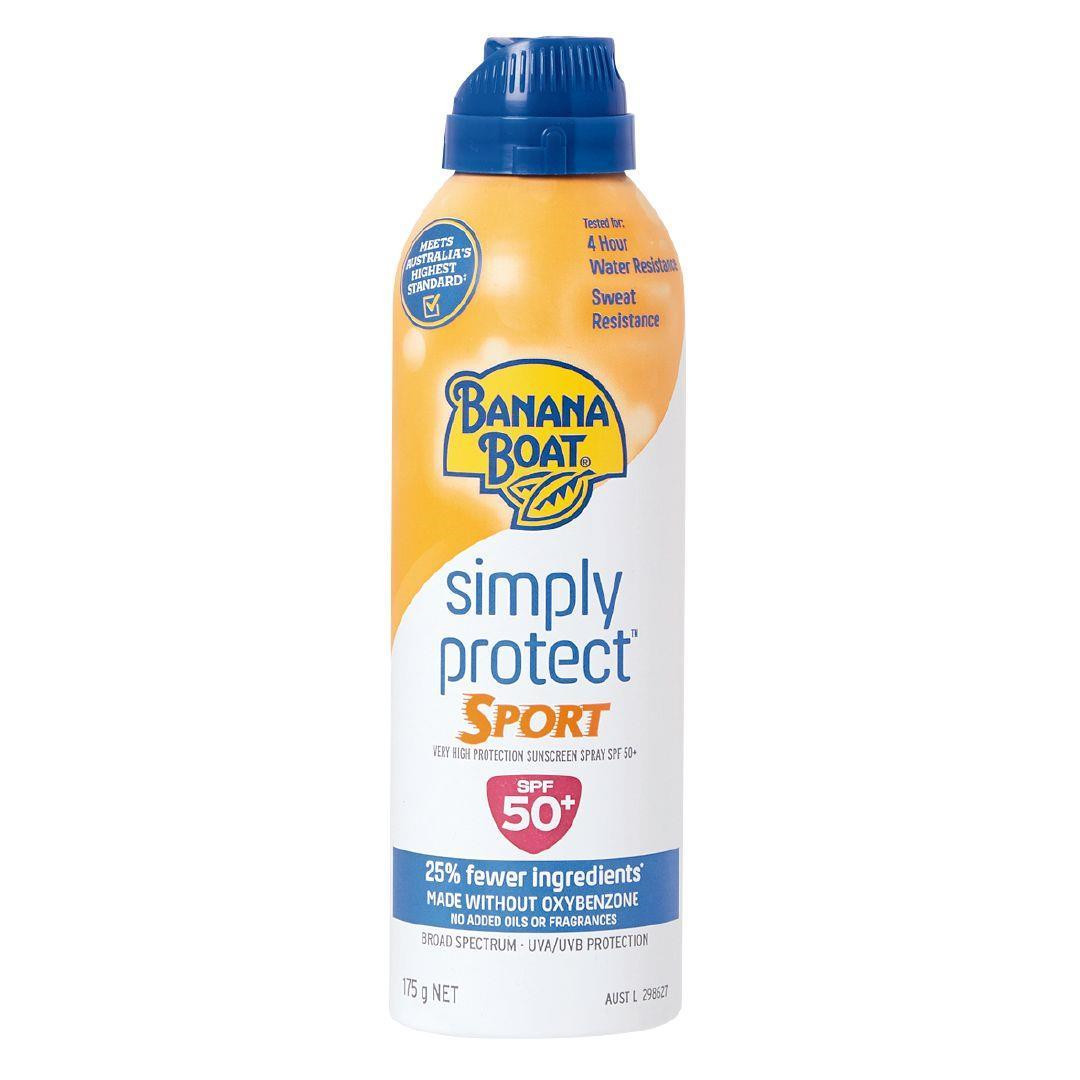 MEETS
AUSTRALIA'S
HIGHEST
STANDARD‡
Tested for:
4 Hour
Water Resistance
Sweat
Resistance
BANANA
BOAT®
simply
protect™
SPORT
VERY HIGH PROTECTION SUNSCREEN SPRAY SPF 50+
SPF
50+
25% fewer ingredients*
MADE WITHOUT OXYBENZONE
NO ADDED OILS OR FRAGRANCES
BROAD SPECTRUM · UVA/UVB PROTECTION
175 g NET
AUST L 298627